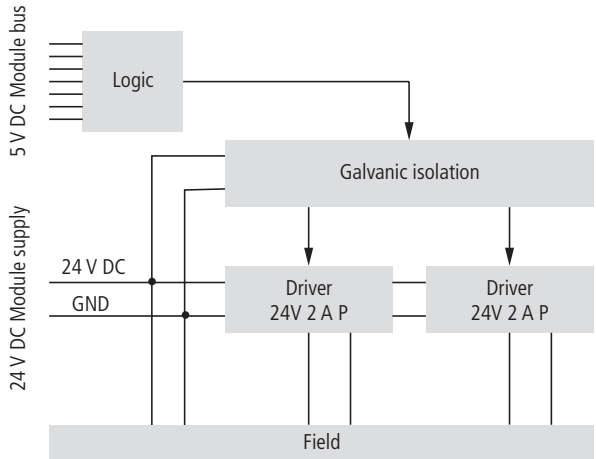 5 V DC Module bus
Logic
Galvanic isolation
24 V DC Module supply
24 V DC
GND
Driver
24V 2 A P
Driver
24V 2 A P
Field